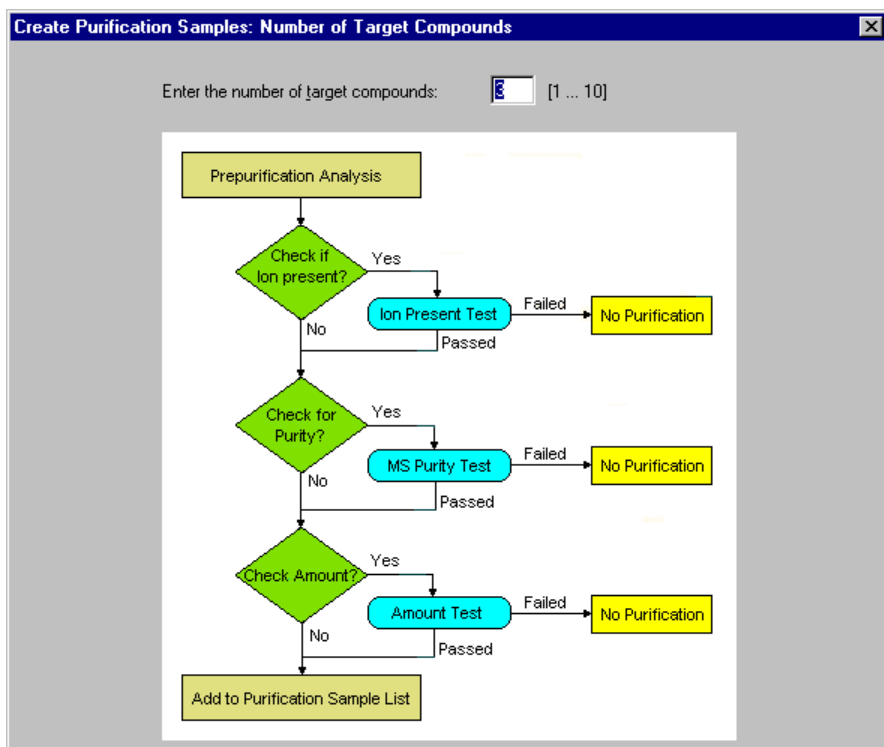 Create Purification Samples: Number of Target Compounds
Enter the number of target compounds: 3 [1 ... 10]
Prepurification Analysis
Check if
Ion present?
Yes
Ion Present Test
Failed
No Purification
No
Passed
Check for
Purity?
Yes
MS Purity Test
Failed
No Purification
No
Passed
Check Amount?
Yes
Amount Test
Failed
No Purification
No
Passed
Add to Purification Sample List